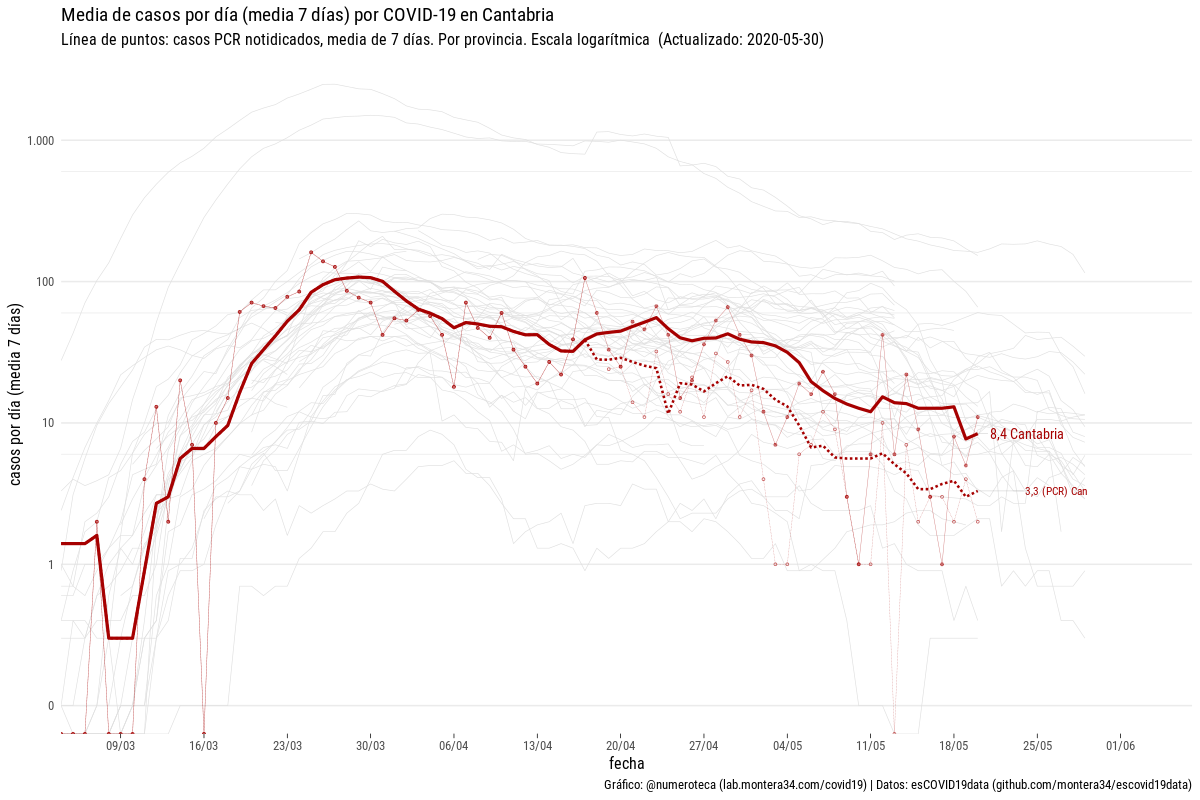 Media de casos por día (media 7 días) por COVID-19 en Cantabria
Línea de puntos: casos PCR notidicados, media de 7 días. Por provincia. Escala logarítmica (Actualizado: 2020-05-30)
casos por día (media 7 días)
1.000
100
10
1
0
8,4 Cantabria
3,3 (PCR) Can
09/03 16/03 23/03 30/03 06/04 13/04 20/04 27/04 04/05 11/05 18/05 25/05 01/06
fecha
Gráfico: @numeroteca (lab.montera34.com/covid19) | Datos: esCOVID19data (github.com/montera34/escovid19data)